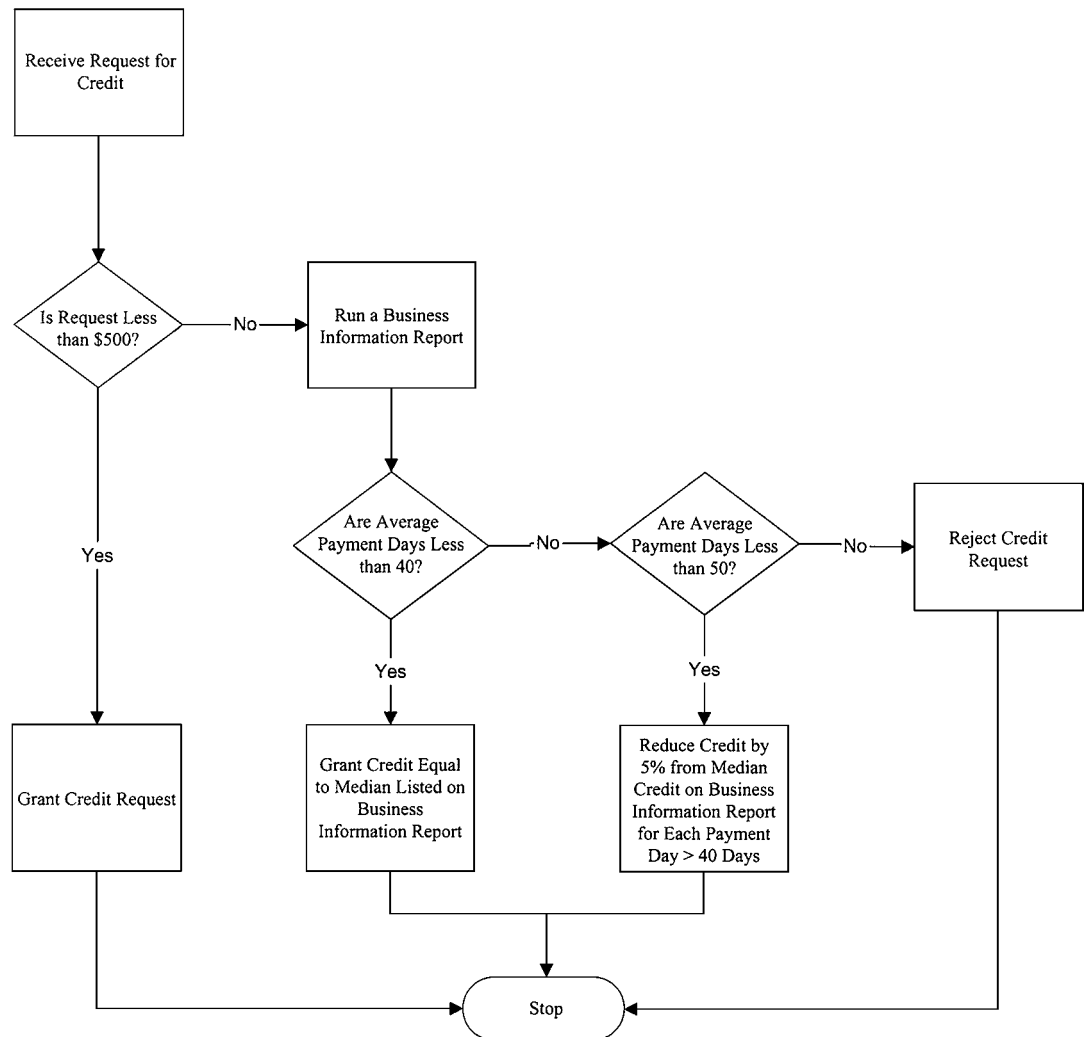 Receive Request for
Credit
Is Request Less
than $500?
No
Run a Business
Information Report
Yes
Are Average
Payment Days Less
than 40?
No
Are Average
Payment Days Less
than 50?
No
Reject Credit
Request
Yes
Yes
Grant Credit Request
Grant Credit Equal
to Median Listed on
Business
Information Report
Reduce Credit by
5% from Median
Credit on Business
Information Report
for Each Payment
Day > 40 Days
Stop